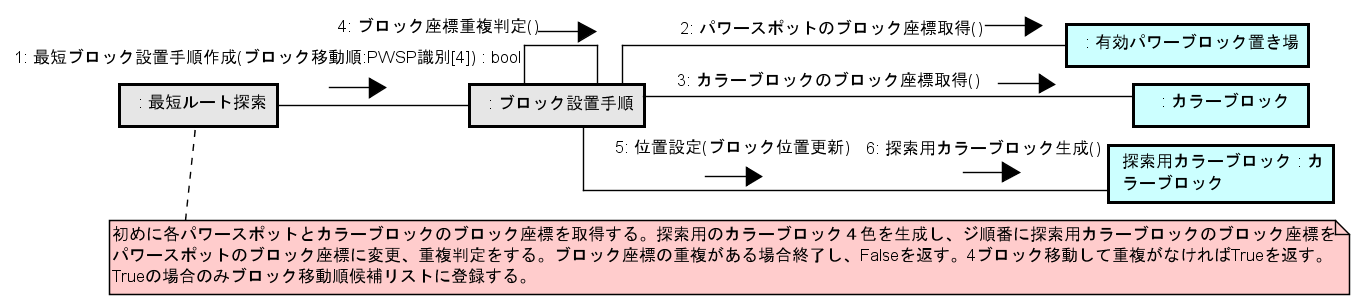 4: ブロック座標重複判定()
2: パワースポットのブロック座標取得()
: 有効パワーブロック置き場
1: 最短ブロック設置手順作成(ブロック移動順:PWSP識別[4]) : bool
3: カラーブロックのブロック座標取得()
: 最短ルート探索
: ブロック設置手順
: カラーブロック
5: 位置設定(ブロック位置更新)
6: 探索用カラーブロック生成()
探索用カラーブロック : カ
ラーブロック
初めに各パワースポットとカラーブロックのブロック座標を取得する。探索用のカラーブロック４色を生成し、ジ順番に探索用カラーブロックのブロック座標を
パワースポットのブロック座標に変更、重複判定をする。ブロック座標の重複がある場合終了し、Falseを返す。4ブロック移動して重複がなければTrueを返す。
Trueの場合のみブロック移動順候補リストに登録する。